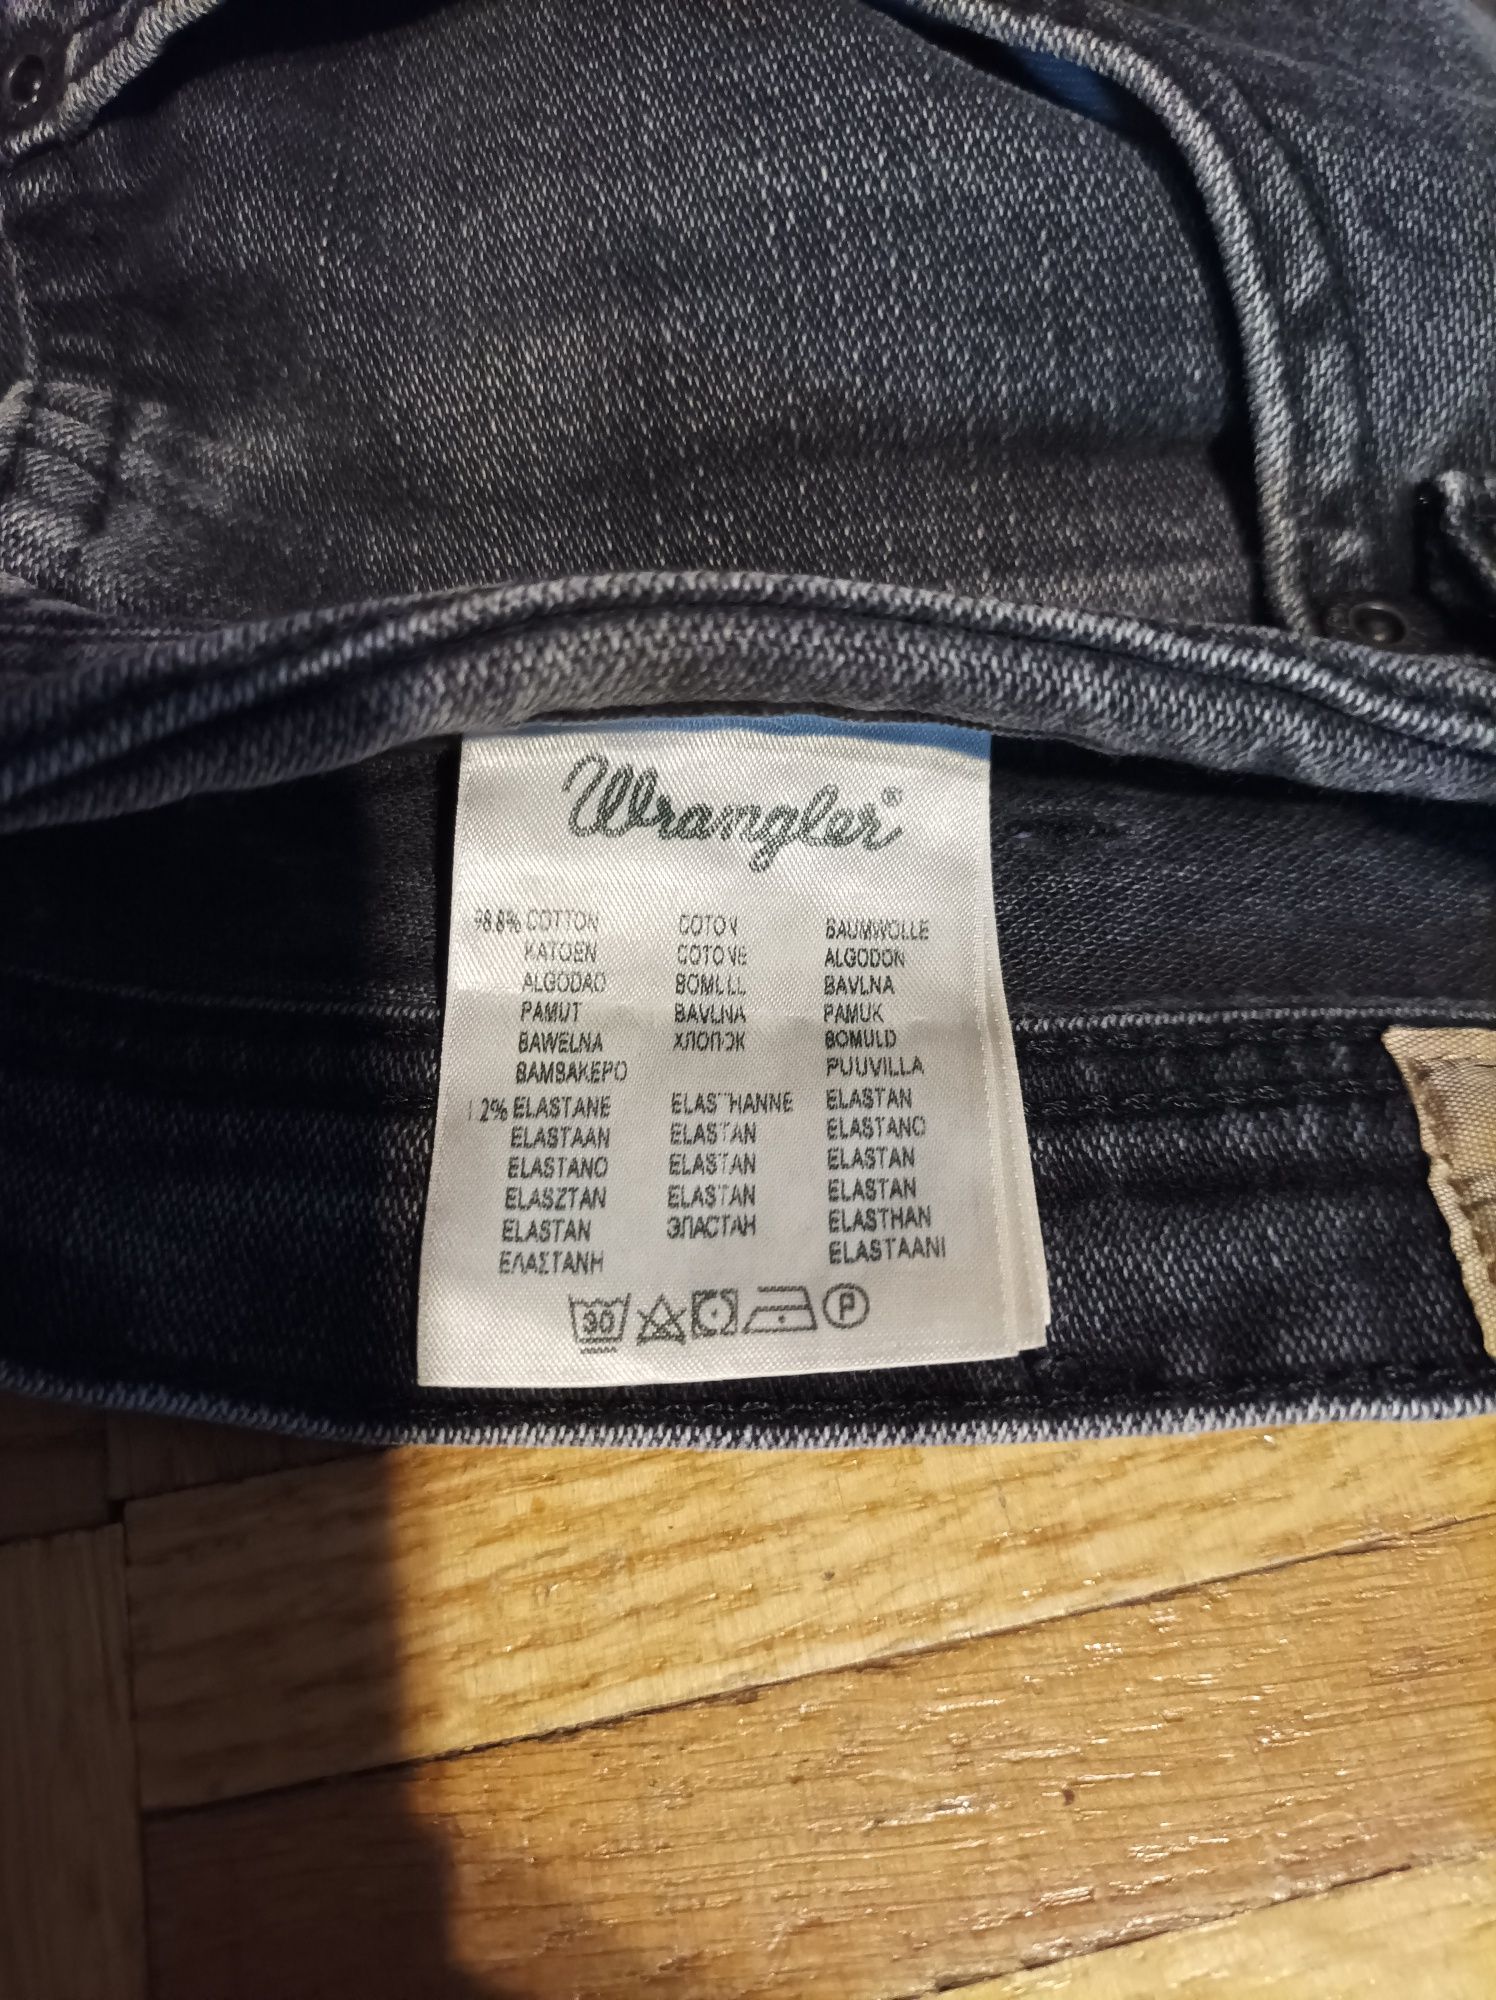 Wrangler®
98.8% COTTON COTON BAUMWOLLE
KATOEN COTONE ALGODON
ALGODAO BOMULL BAVLNA
PAMUT BAVLNA PAMUK
BAWELNA ХЛОПОК BOMULD
BAMBAKEPO PUUVILLA
1.2% ELASTANE ELASTHANNE ELASTAN
ELASTAAN ELASTAN ELASTANO
ELASTANO ELASTAN ELASTAN
ELASZTAN ELASTAN ELASTAN
ELASTAN ЭЛАСТАН ELASTHAN
ΕΛΑΣΤΑΝΗ ELASTAANI
30 P